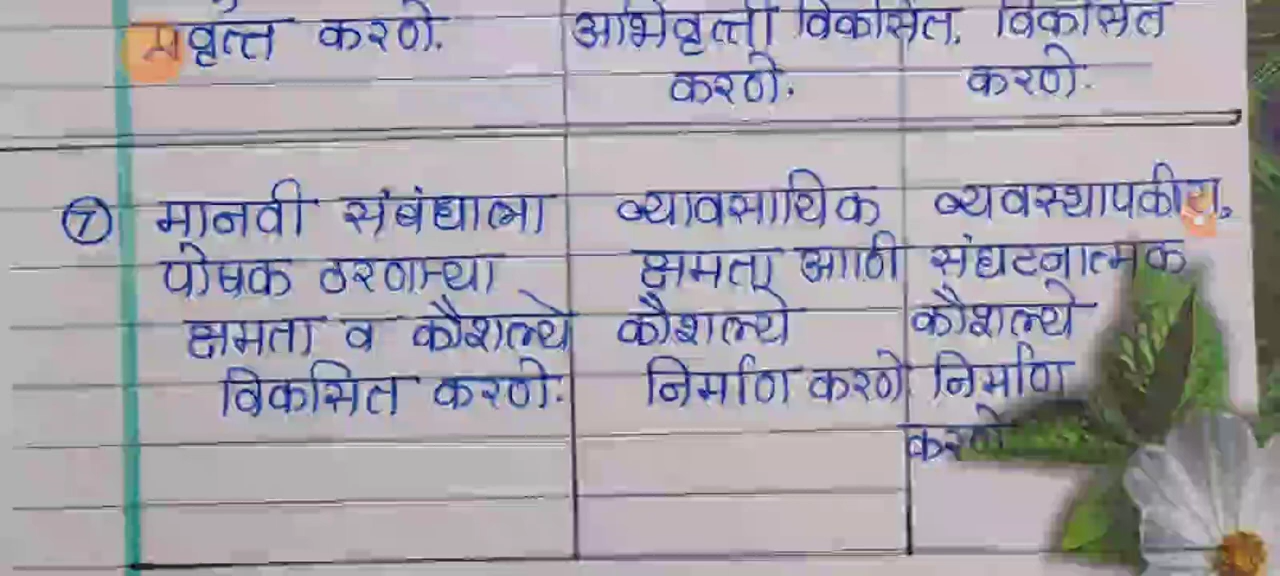 प्रवृत्त करणे.
अभिवृत्ती विकसित.
करणे.
विकसित
करणे.
⑦ मानवी संबंधाला
पोषक ठरणाऱ्या
क्षमता व कौशल्ये
विकसित करणे.
व्यावसायिक
क्षमता आणी
कौशल्ये
निर्माण करणे
व्यवस्थापकीय,
संघटनात्मक
कौशल्ये
निर्माण
करणे